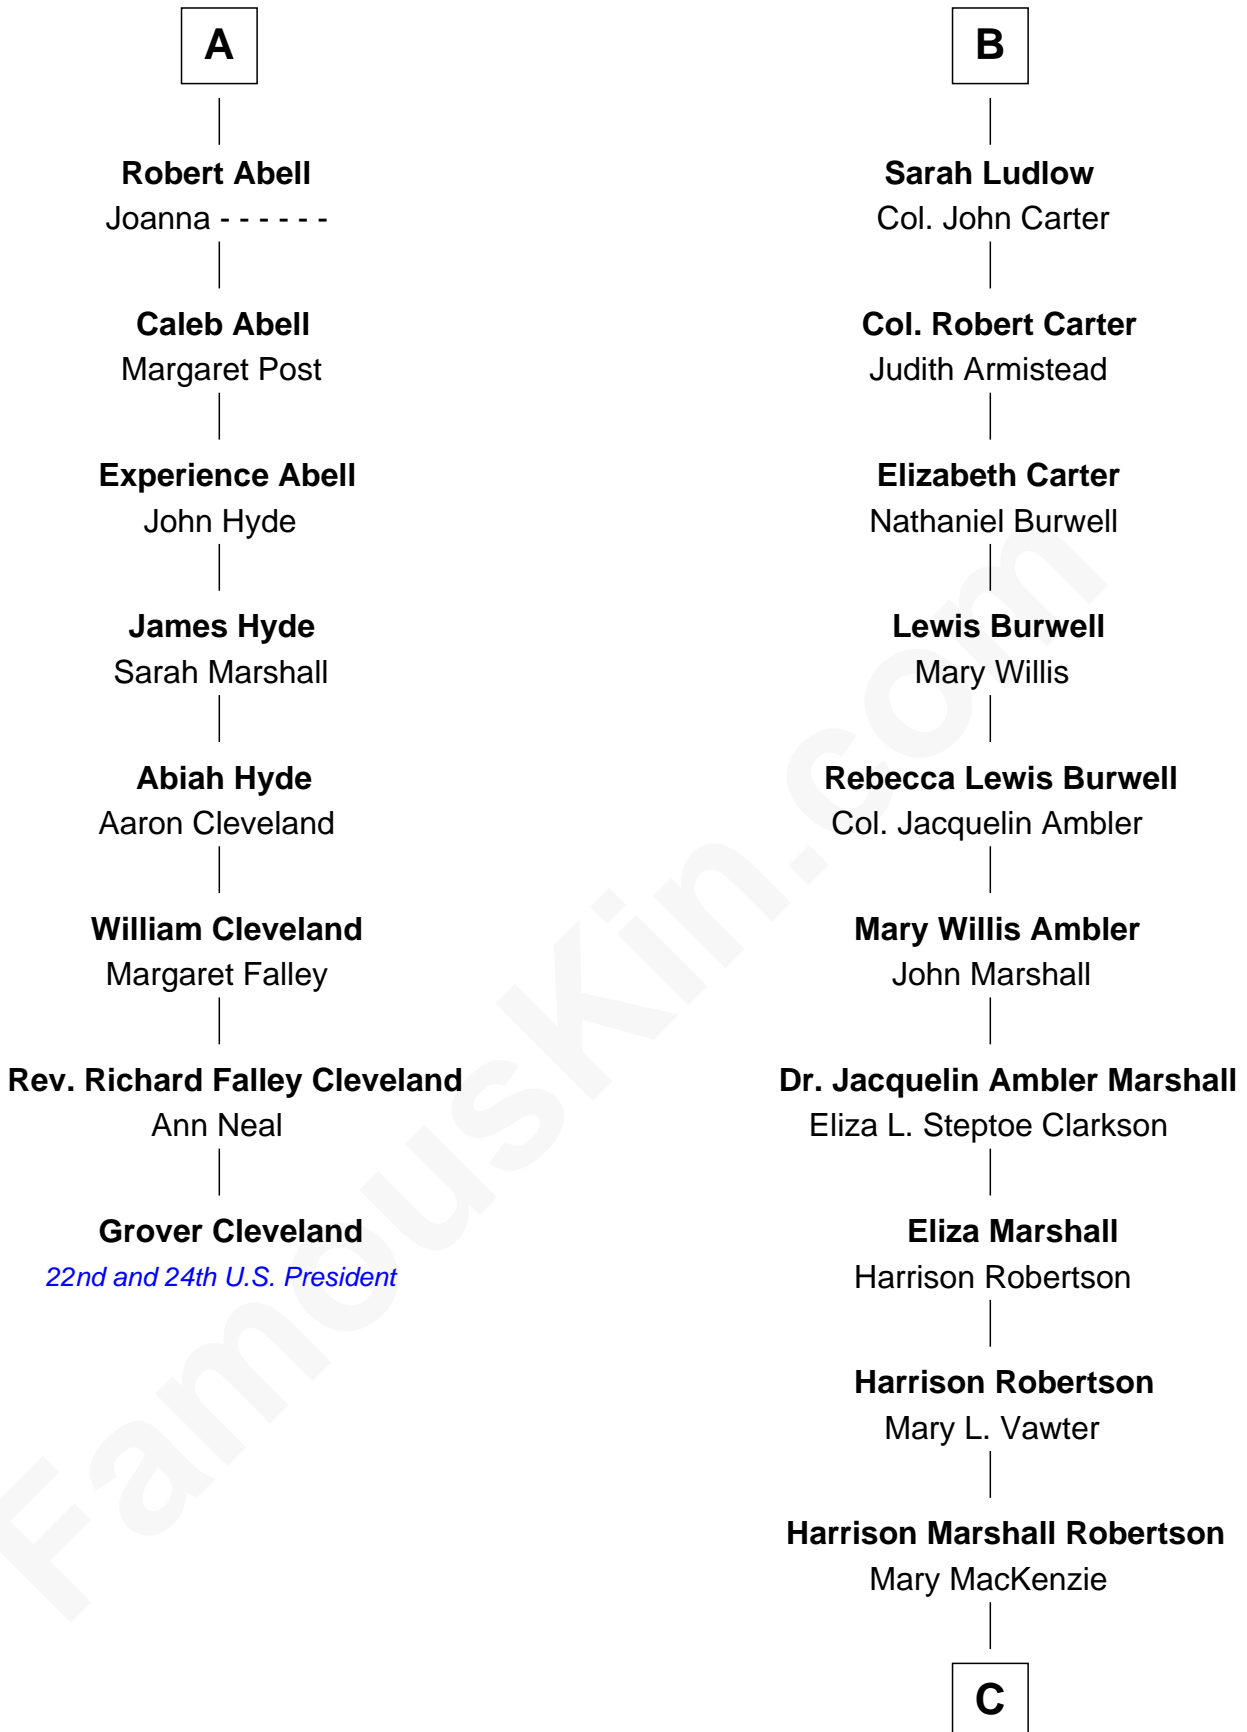 A
Robert Abell
Joanna - - - - - -
Caleb Abell
Margaret Post
Experience Abell
John Hyde
James Hyde
Sarah Marshall
Abiah Hyde
Aaron Cleveland
William Cleveland
Margaret Falley
Rev. Richard Falley Cleveland
Ann Neal
Grover Cleveland
22nd and 24th U.S. President
B
Sarah Ludlow
Col. John Carter
Col. Robert Carter
Judith Armistead
Elizabeth Carter
Nathaniel Burwell
Lewis Burwell
Mary Willis
Rebecca Lewis Burwell
Col. Jacquelin Ambler
Mary Willis Ambler
John Marshall
Dr. Jacquelin Ambler Marshall
Eliza L. Steptoe Clarkson
Eliza Marshall
Harrison Robertson
Harrison Robertson
Mary L. Vawter
Harrison Marshall Robertson
Mary MacKenzie
C
FamousKin.com